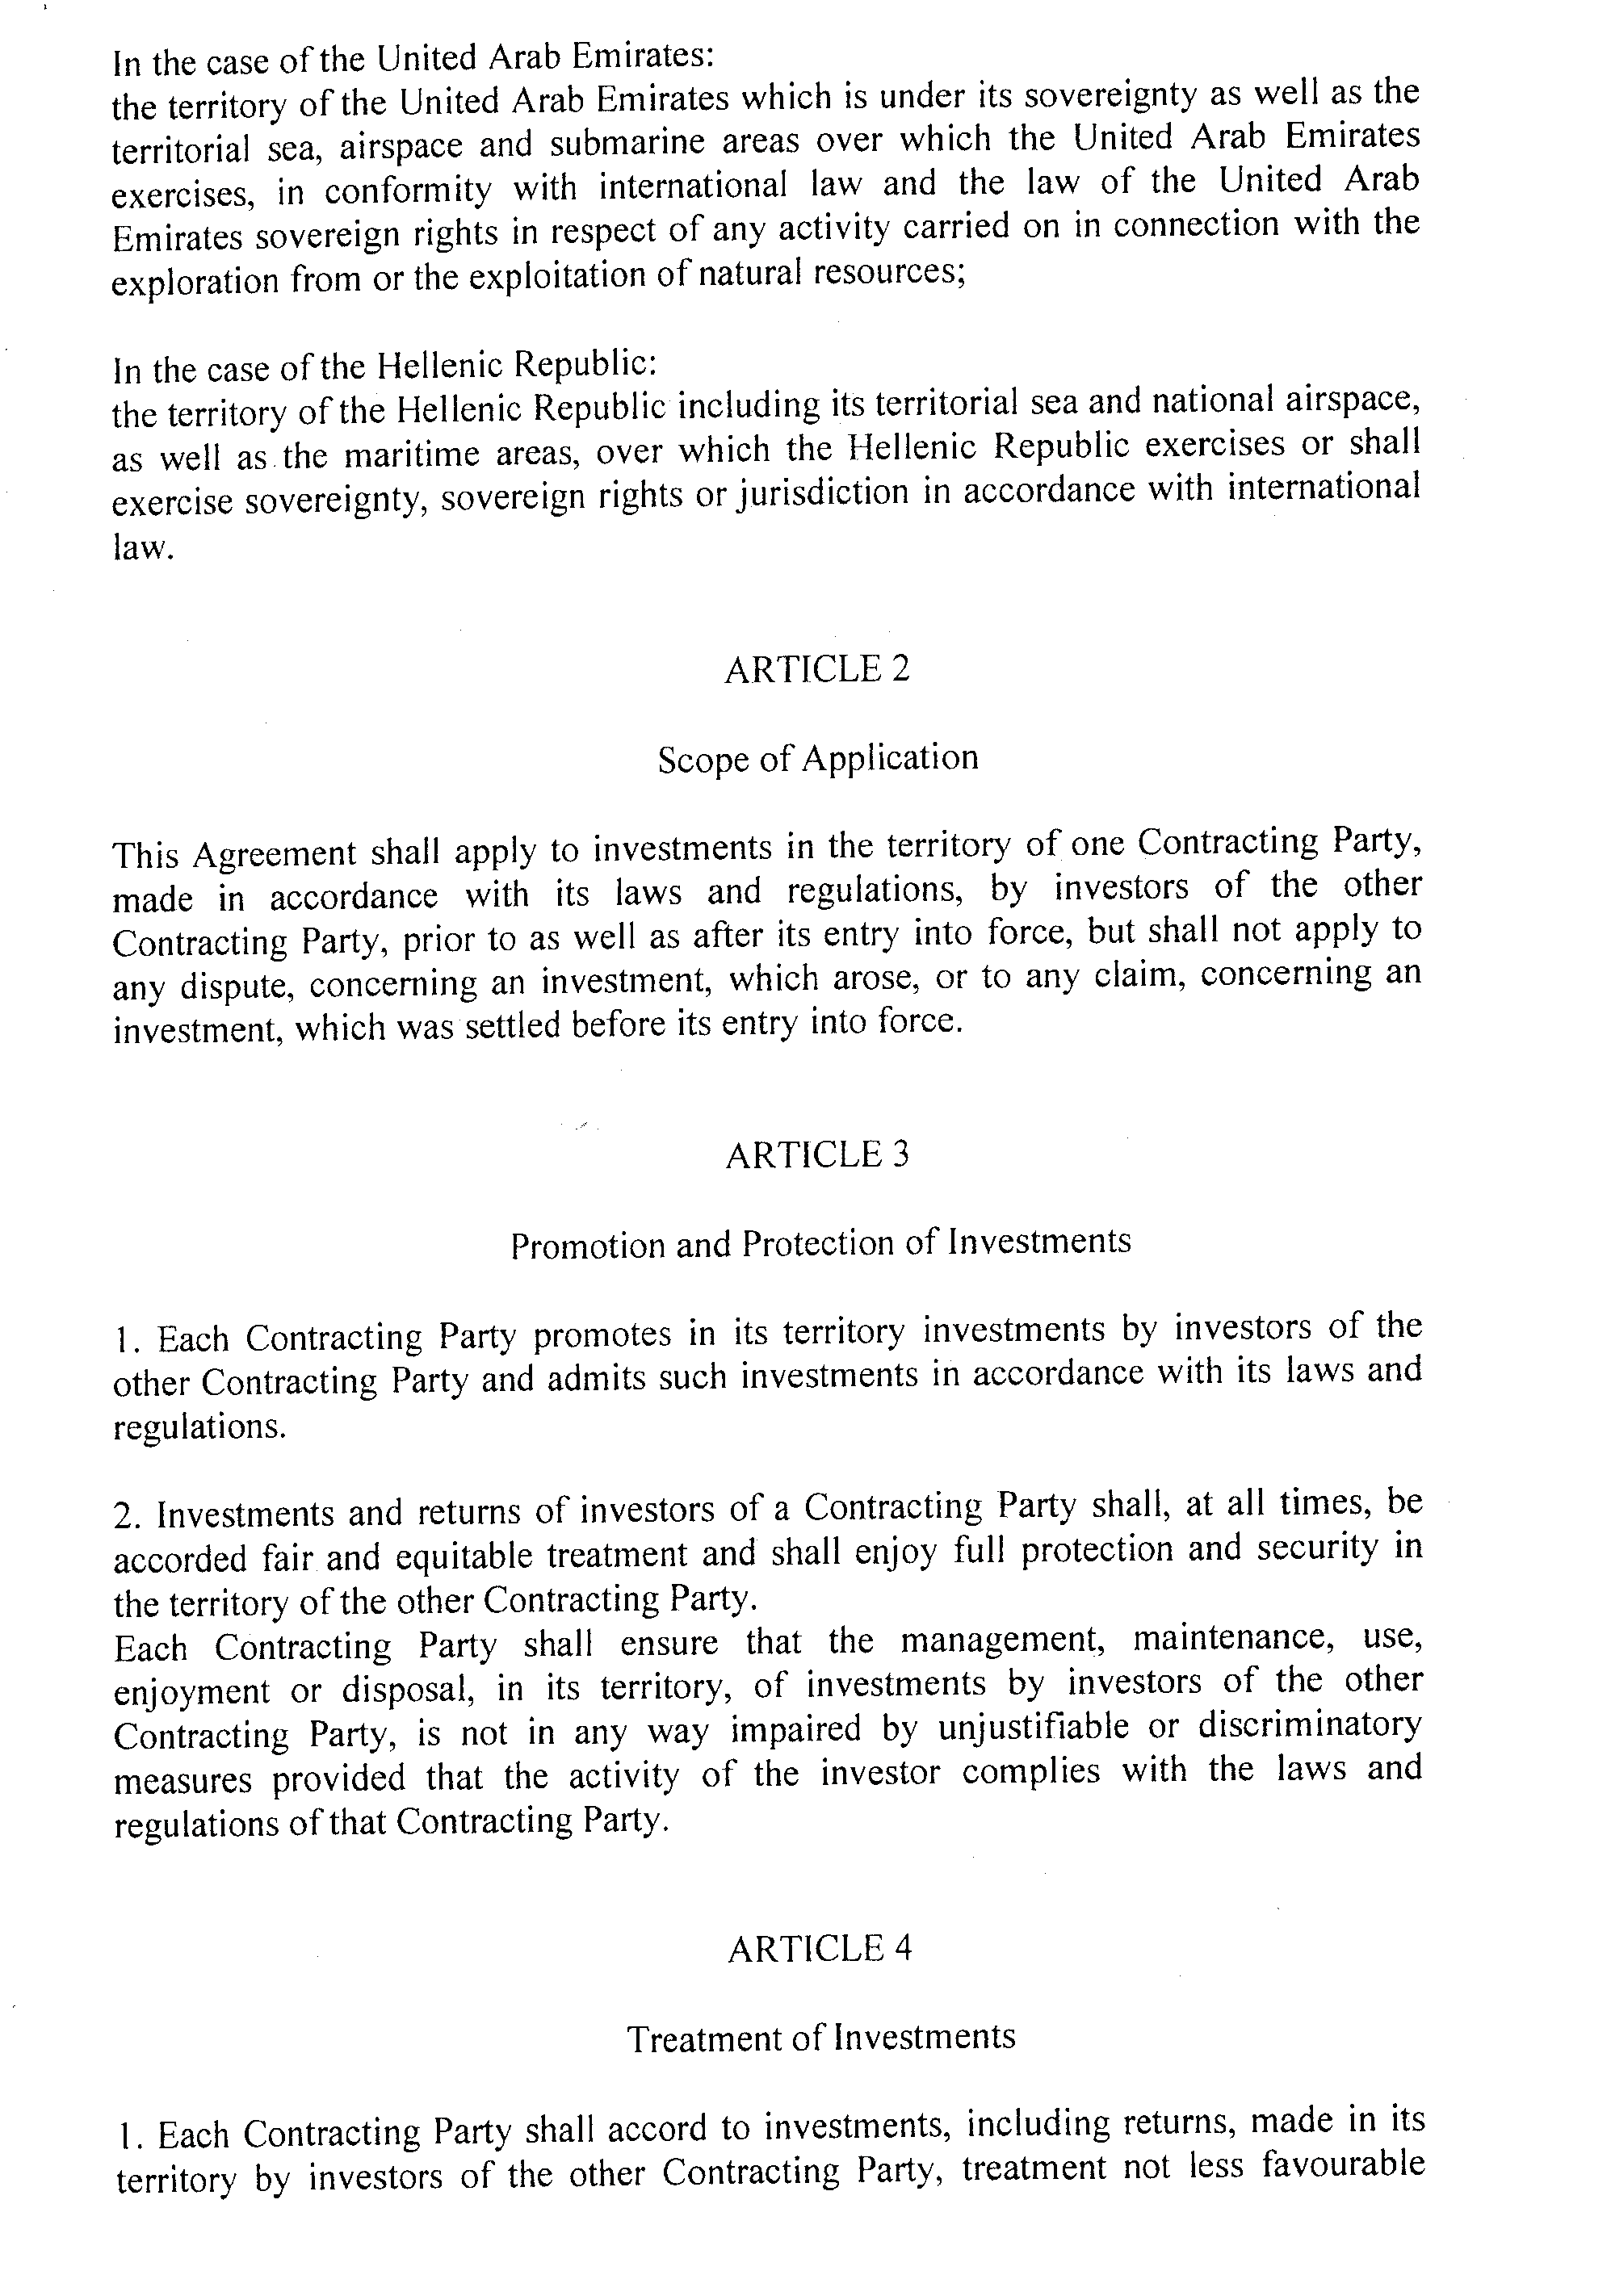 In the case of the United Arab Emirates:
the territory of the United Arab Emirates which is under its sovereignty as well as the
territorial sea, airspace and submarine areas over which the United Arab Emirates
exercises, in conformity with international law and the law of the United Arab
Emirates sovereign rights in respect of any activity carried on in connection with the
exploration from or the exploitation of natural resources;
In the case of the Hellenic Republic:
the territory of the Hellenic Republic including its territorial sea and national airspace,
as well as the maritime areas, over which the Hellenic Republic exercises or shall
exercise sovereignty, sovereign rights or jurisdiction in accordance with international
law.
ARTICLE 2
Scope of Application
This Agreement shall apply to investments in the territory of one Contracting Party,
made in accordance with its laws and regulations, by investors of the other
Contracting Party, prior to as well as after its entry into force, but shall not apply to
any dispute, concerning an investment, which arose, or to any claim, concerning an
investment, which was settled before its entry into force.
ARTICLE 3
Promotion and Protection of Investments
1. Each Contracting Party promotes in its territory investments by investors of the
other Contracting Party and admits such investments in accordance with its laws and
regulations.
2. Investments and returns of investors of a Contracting Party shall, at all times, be
accorded fair and equitable treatment and shall enjoy full protection and security in
the territory of the other Contracting Party.
Each Contracting Party shall ensure that the management, maintenance, use,
enjoyment or disposal, in its territory, of investments by investors of the other
Contracting Party, is not in any way impaired by unjustifiable or discriminatory
measures provided that the activity of the investor complies with the laws and
regulations of that Contracting Party.
ARTICLE 4
Treatment of Investments
1. Each Contracting Party shall accord to investments, including returns, made in its
territory by investors of the other Contracting Party, treatment not less favourable